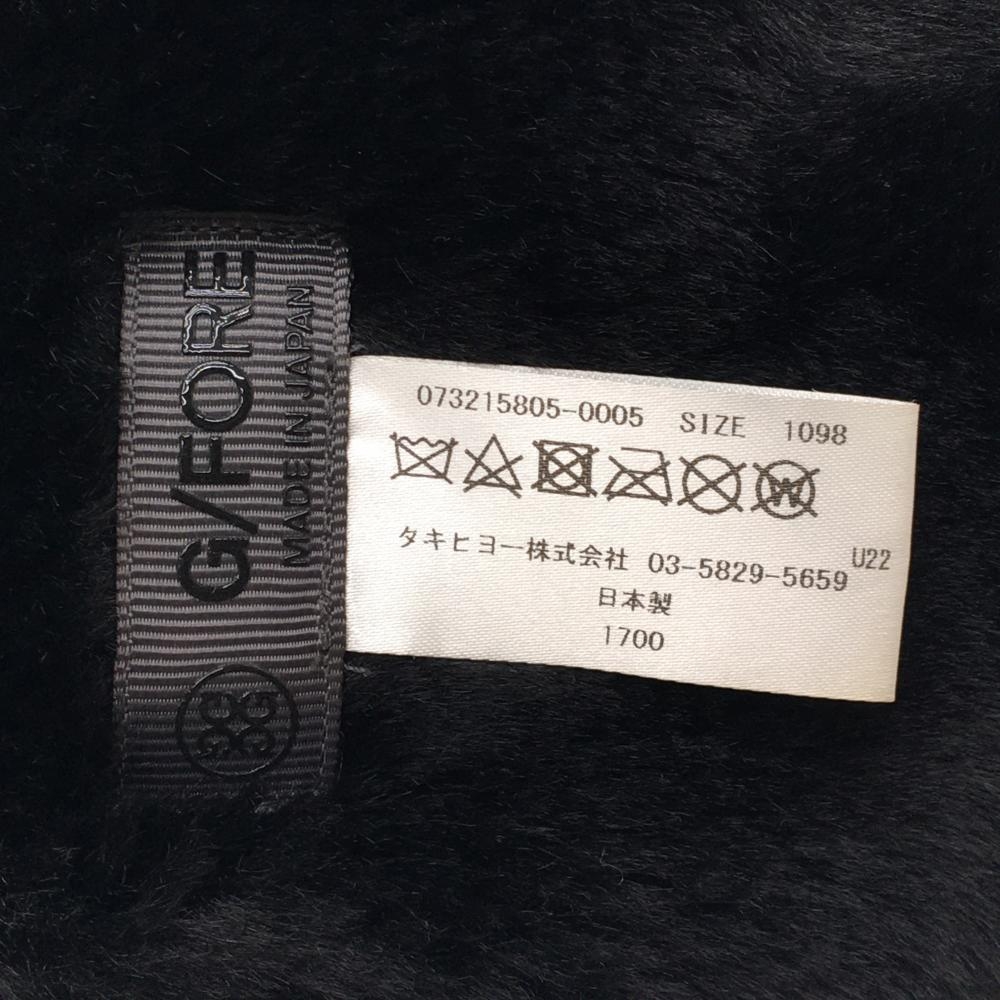 G/FORE
MADE IN JAPAN
073215805-0005 SIZE 1098
W
タキヒヨー株式会社 03-5829-5659 U22
日本製
1700